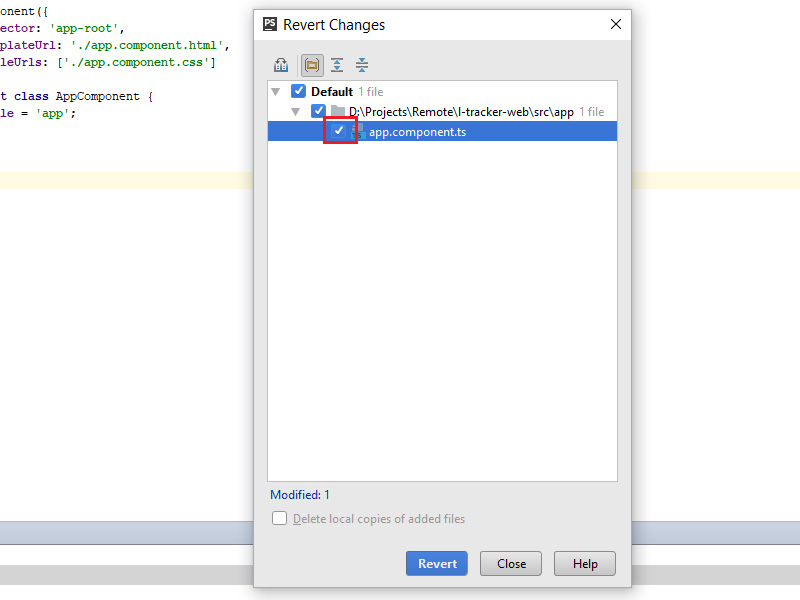 onent({
ector: 'app-root',
plateUrl: './app.component.html',
leUrls: ['./app.component.css']
t class AppComponent {
le = 'app';
PS Revert Changes
Default 1 file
D:\Projects\Remote\I-tracker-web\src\app 1 file
app.component.ts
Modified: 1
Delete local copies of added files
Revert Close Help